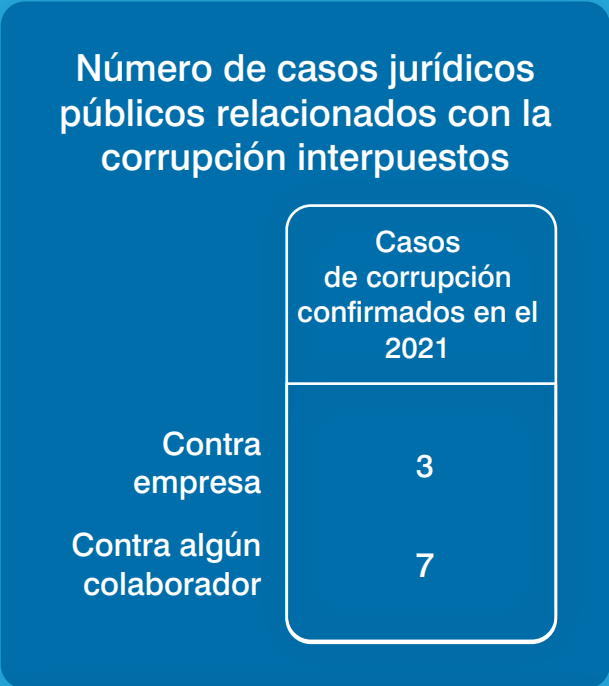 Número de casos jurídicos
públicos relacionados con la
corrupción interpuestos
Casos
de corrupción
confirmados en el
2021
Contra
empresa
3
Contra algún
colaborador
7